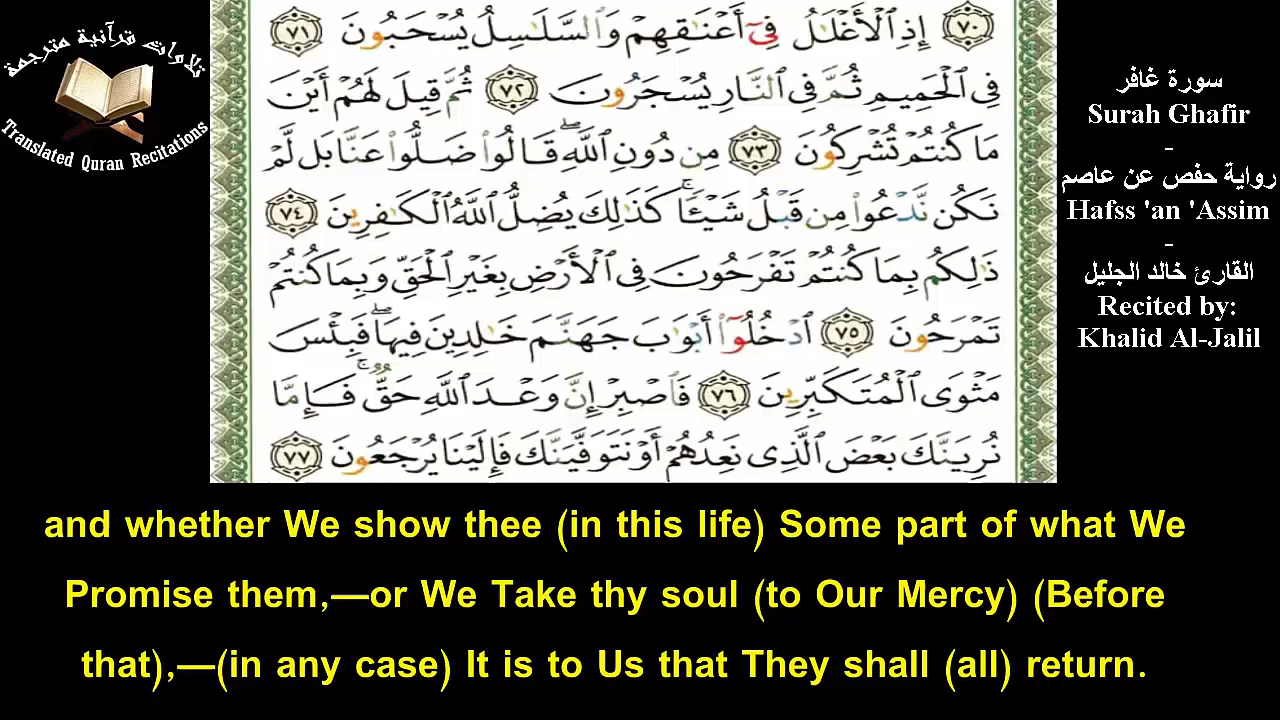 تلاوات قرآنية مترجمة
Translated Quran Recitations
٧٠ إِذِ ٱلْأَغْلَـٰلُ فِىٓ أَعْنَـٰقِهِمْ وَٱلسَّلَـٰسِلُ يُسْحَبُونَ ٧١
فِى ٱلْحَمِيمِ ثُمَّ فِى ٱلنَّارِ يُسْجَرُونَ ٧٢ ثُمَّ قِيلَ لَهُمْ أَيْنَ
مَا كُنتُمْ تُشْرِكُونَ ٧٣ مِن دُونِ ٱللَّهِ ۖ قَالُوا۟ ضَلُّوا۟ عَنَّا بَل لَّمْ
نَكُن نَّدْعُوا۟ مِن قَبْلُ شَيْـًٔا ۚ كَذَٰلِكَ يُضِلُّ ٱللَّهُ ٱلْكَـٰفِرِينَ ٧٤
ذَٰلِكُم بِمَا كُنتُمْ تَفْرَحُونَ فِى ٱلْأَرْضِ بِغَيْرِ ٱلْحَقِّ وَبِمَا كُنتُمْ
تَمْرَحُونَ ٧٥ ٱدْخُلُوٓا۟ أَبْوَٰبَ جَهَنَّمَ خَـٰلِدِينَ فِيهَا ۖ فَبِئْسَ
مَثْوَى ٱلْمُتَكَبِّرِينَ ٧٦ فَٱصْبِرْ إِنَّ وَعْدَ ٱللَّهِ حَقٌّ ۚ فَإِمَّا
نُرِيَنَّكَ بَعْضَ ٱلَّذِى نَعِدُهُمْ أَوْ نَتَوَفَّيَنَّكَ فَإِلَيْنَا يُرْجَعُونَ ٧٧
سورة غافر
Surah Ghafir
-
رواية حفص عن عاصم
Hafss 'an 'Assim
-
القارئ خالد الجليل
Recited by:
Khalid Al-Jalil
and whether We show thee (in this life) Some part of what We
Promise them,—or We Take thy soul (to Our Mercy) (Before
that),—(in any case) It is to Us that They shall (all) return.